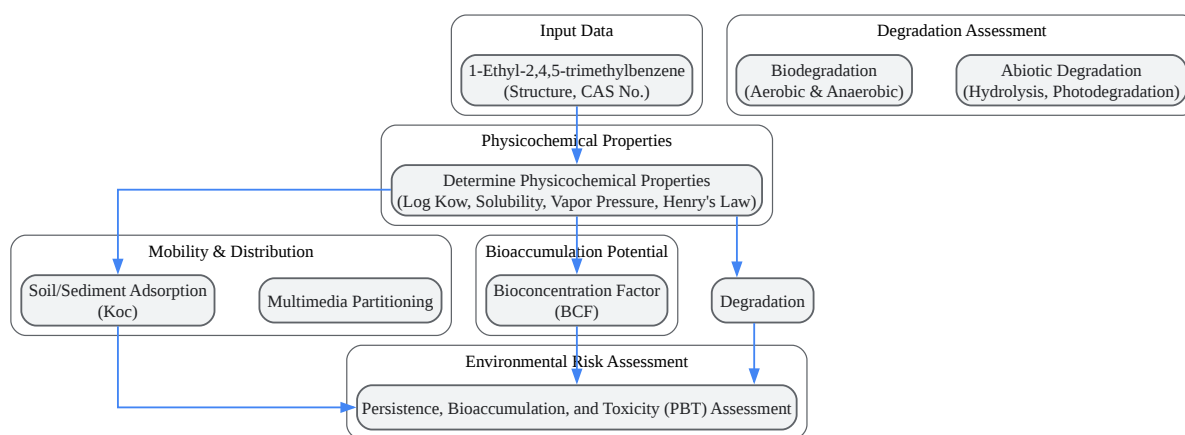 Input Data
Degradation Assessment
1-Ethyl-2,4,5-trimethylbenzene
(Structure, CAS No.)
Biodegradation
(Aerobic & Anaerobic)
Abiotic Degradation
(Hydrolysis, Photodegradation)
Physicochemical Properties
Determine Physicochemical Properties
(Log Kow, Solubility, Vapor Pressure, Henry's Law)
Mobility & Distribution
Bioaccumulation Potential
Soil/Sediment Adsorption
(Koc)
Multimedia Partitioning
Bioconcentration Factor
(BCF)
Degradation
Environmental Risk Assessment
Persistence, Bioaccumulation, and Toxicity (PBT) Assessment